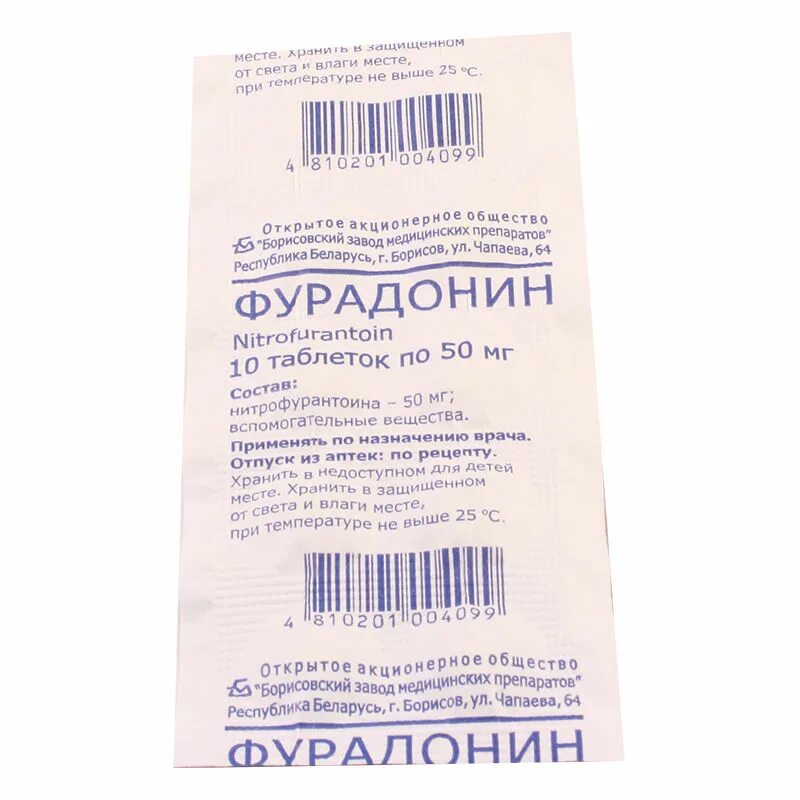 месте. Хранить в защищенном
от света и влаги месте,
при температуре не выше 25 °С.
4 810201 004099
Открытое акционерное общество
"Борисовский завод медицинских препаратов"
Республика Беларусь, г. Борисов, ул. Чапаева, 64
ФУРАДОНИН
Nitrofurantoin
10 таблеток по 50 мг
Состав:
нитрофурантоина – 50 мг;
вспомогательные вещества.
Применять по назначению врача.
Отпуск из аптек: по рецепту.
Хранить в недоступном для детей
месте. Хранить в защищенном
от света и влаги месте,
при температуре не выше 25 °С.
4 810201 004099
Открытое акционерное общество
"Борисовский завод медицинских препаратов"
Республика Беларусь, г. Борисов, ул. Чапаева, 64
ФУРАДОНИН